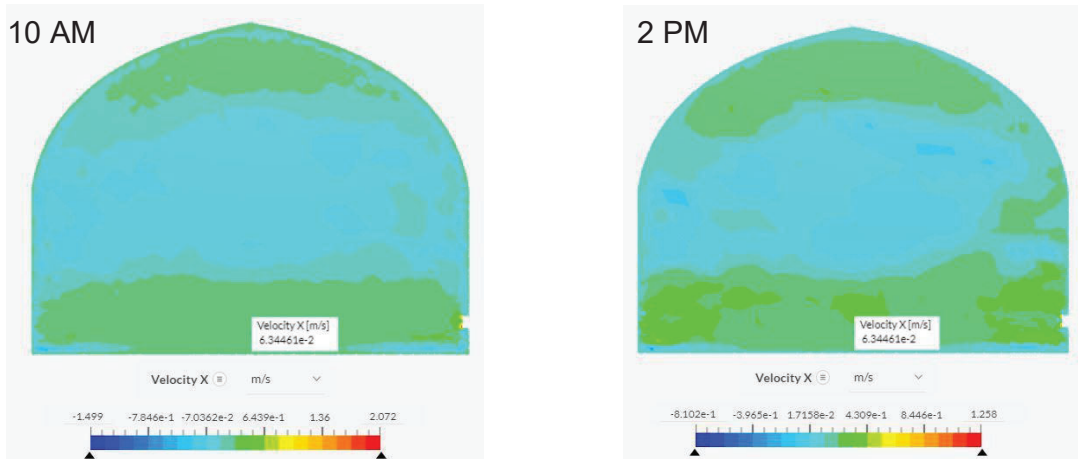 10 AM
Velocity X [m/s]
6.34461e-2
Velocity X m/s
-1.499 -7.846e-1 -7.0362e-2 6.439e-1 1.36 2.072
2 PM
Velocity X [m/s]
6.34461e-2
Velocity X m/s
-8.102e-1 -3.965e-1 1.7158e-2 4.309e-1 8.446e-1 1.258